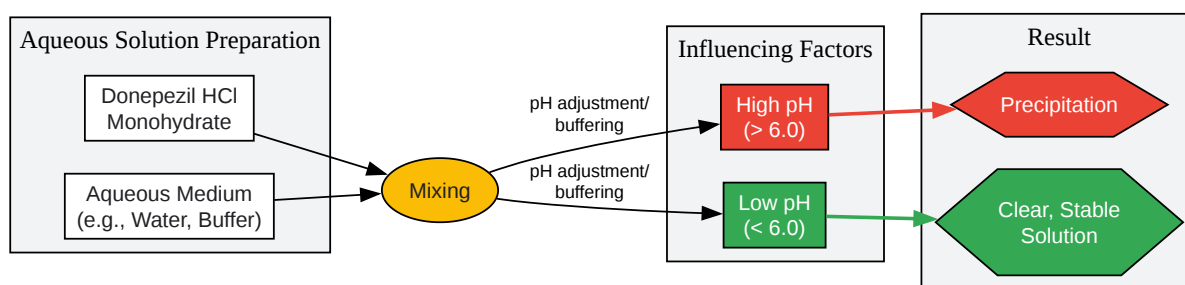 Aqueous Solution Preparation
Donepezil HCl
Monohydrate
Aqueous Medium
(e.g., Water, Buffer)
Mixing
pH adjustment/
buffering
pH adjustment/
buffering
Influencing Factors
High pH
(> 6.0)
Low pH
(< 6.0)
Result
Precipitation
Clear, Stable
Solution